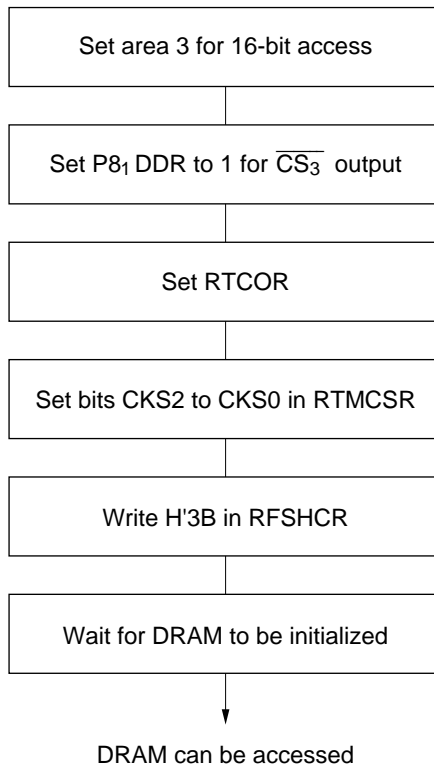 Set area 3 for 16-bit access
Set P8₁ DDR to 1 for C̅S̅₃̅ output
Set RTCOR
Set bits CKS2 to CKS0 in RTMCSR
Write H'3B in RFSHCR
Wait for DRAM to be initialized
DRAM can be accessed